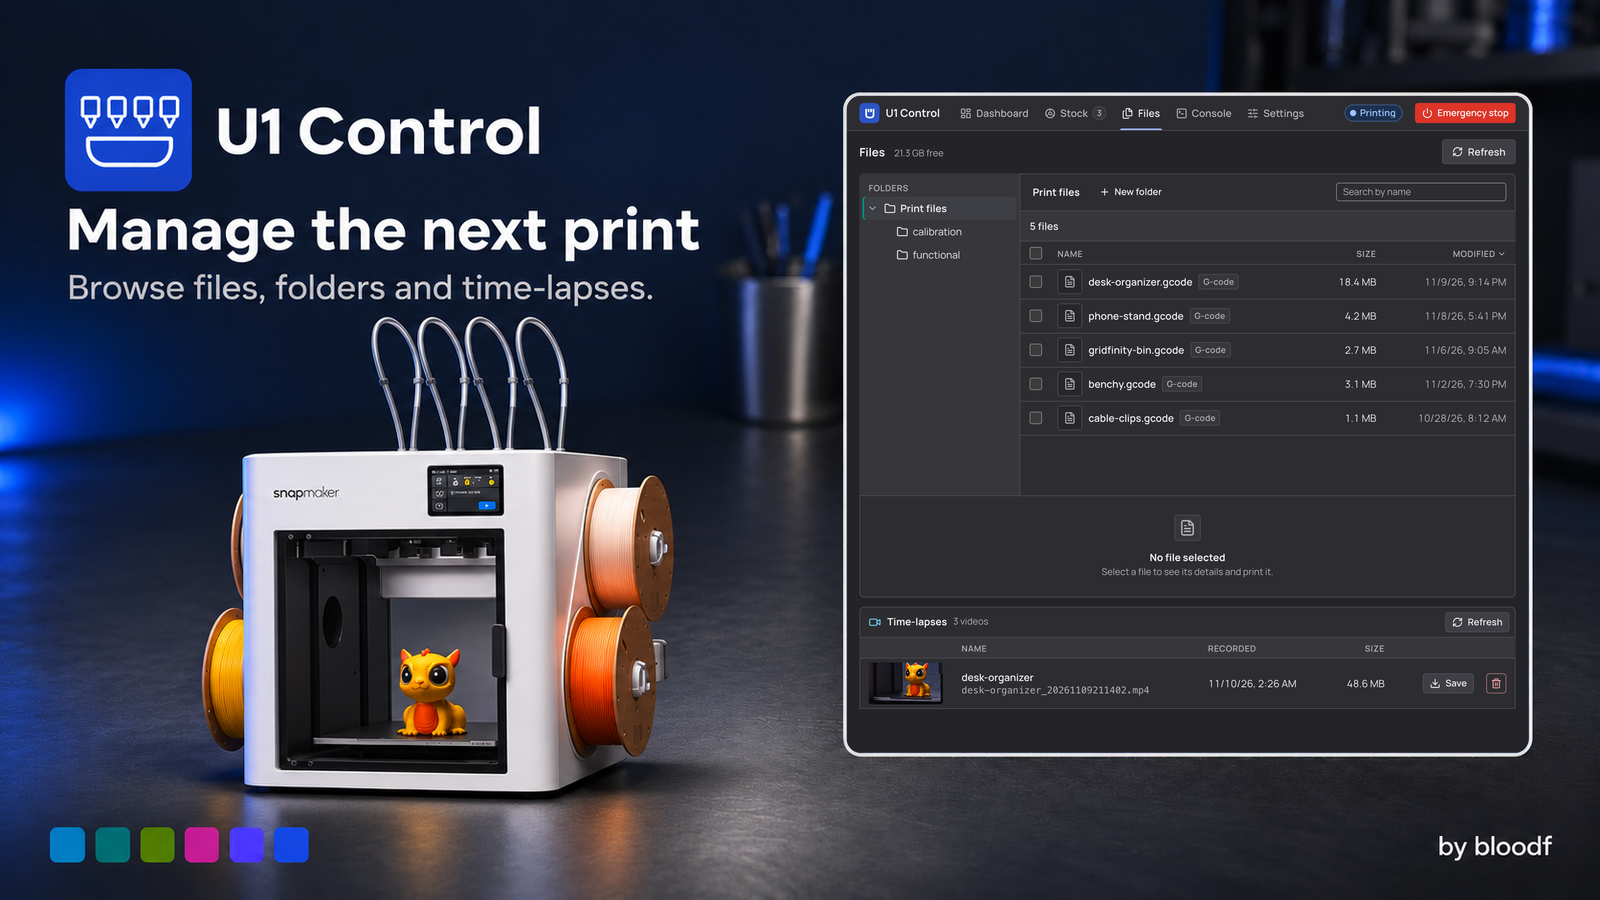 U1 Control
Manage the next print
Browse files, folders and time-lapses.
snapmaker
U1 Control Dashboard Stock 3 Files Console Settings Printing Emergency stop
Files 21.3 GB free Refresh
FOLDERS
Print files
calibration
functional
Print files + New folder Search by name
5 files
NAME SIZE MODIFIED
desk-organizer.gcode G-code 18.4 MB 11/9/26, 9:14 PM
phone-stand.gcode G-code 4.2 MB 11/8/26, 5:41 PM
gridfinity-bin.gcode G-code 2.7 MB 11/6/26, 9:05 AM
benchy.gcode G-code 3.1 MB 11/2/26, 7:30 PM
cable-clips.gcode G-code 1.1 MB 10/28/26, 8:12 AM
No file selected
Select a file to see its details and print it.
Time-lapses 3 videos Refresh
NAME RECORDED SIZE
desk-organizer
desk-organizer_20261109211402.mp4 11/10/26, 2:26 AM 48.6 MB Save
by bloodf